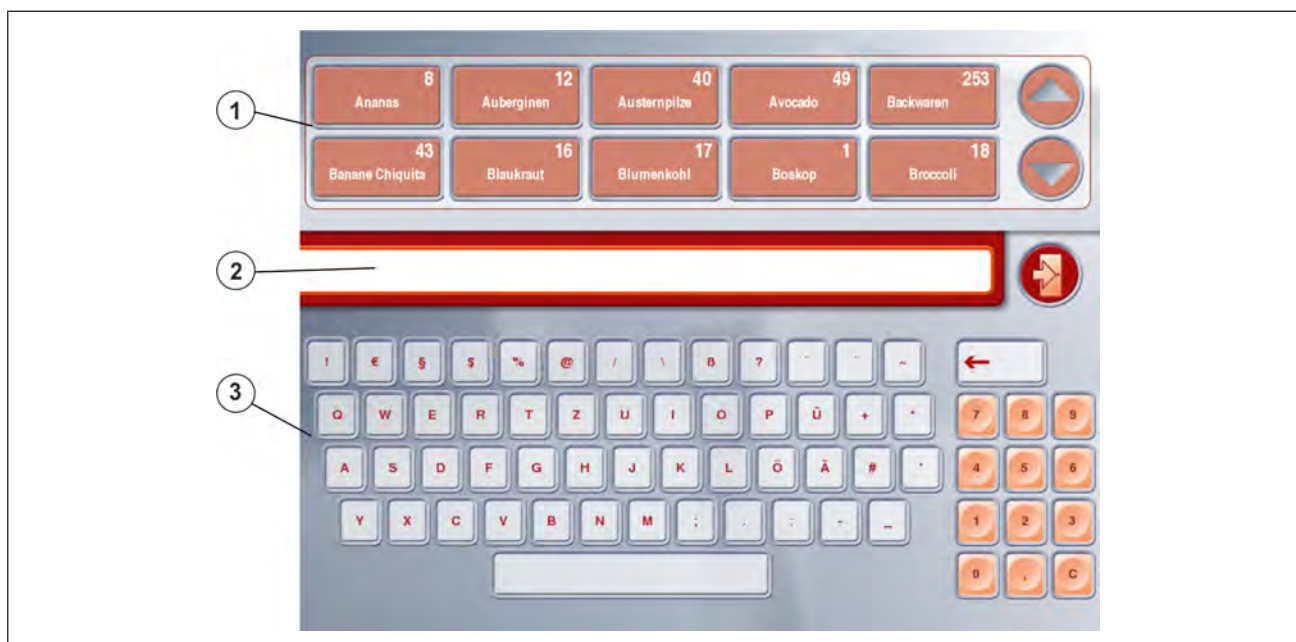 8 12 40 49 253
Ananas Auberginen Austernpilze Avocado Backwaren
1
43 16 17 1 18
Banane Chiquita Blaukraut Blumenkohl Boskop Broccoli
2
! € § $ % @ / \ ß ? ~ ←
3
Q W E R T Z U I O P Ü + * 7 8 9
A S D F G H J K L Ö Ä # ' 4 5 6
Y X C V B N M ; . : - _ 1 2 3
0 , C